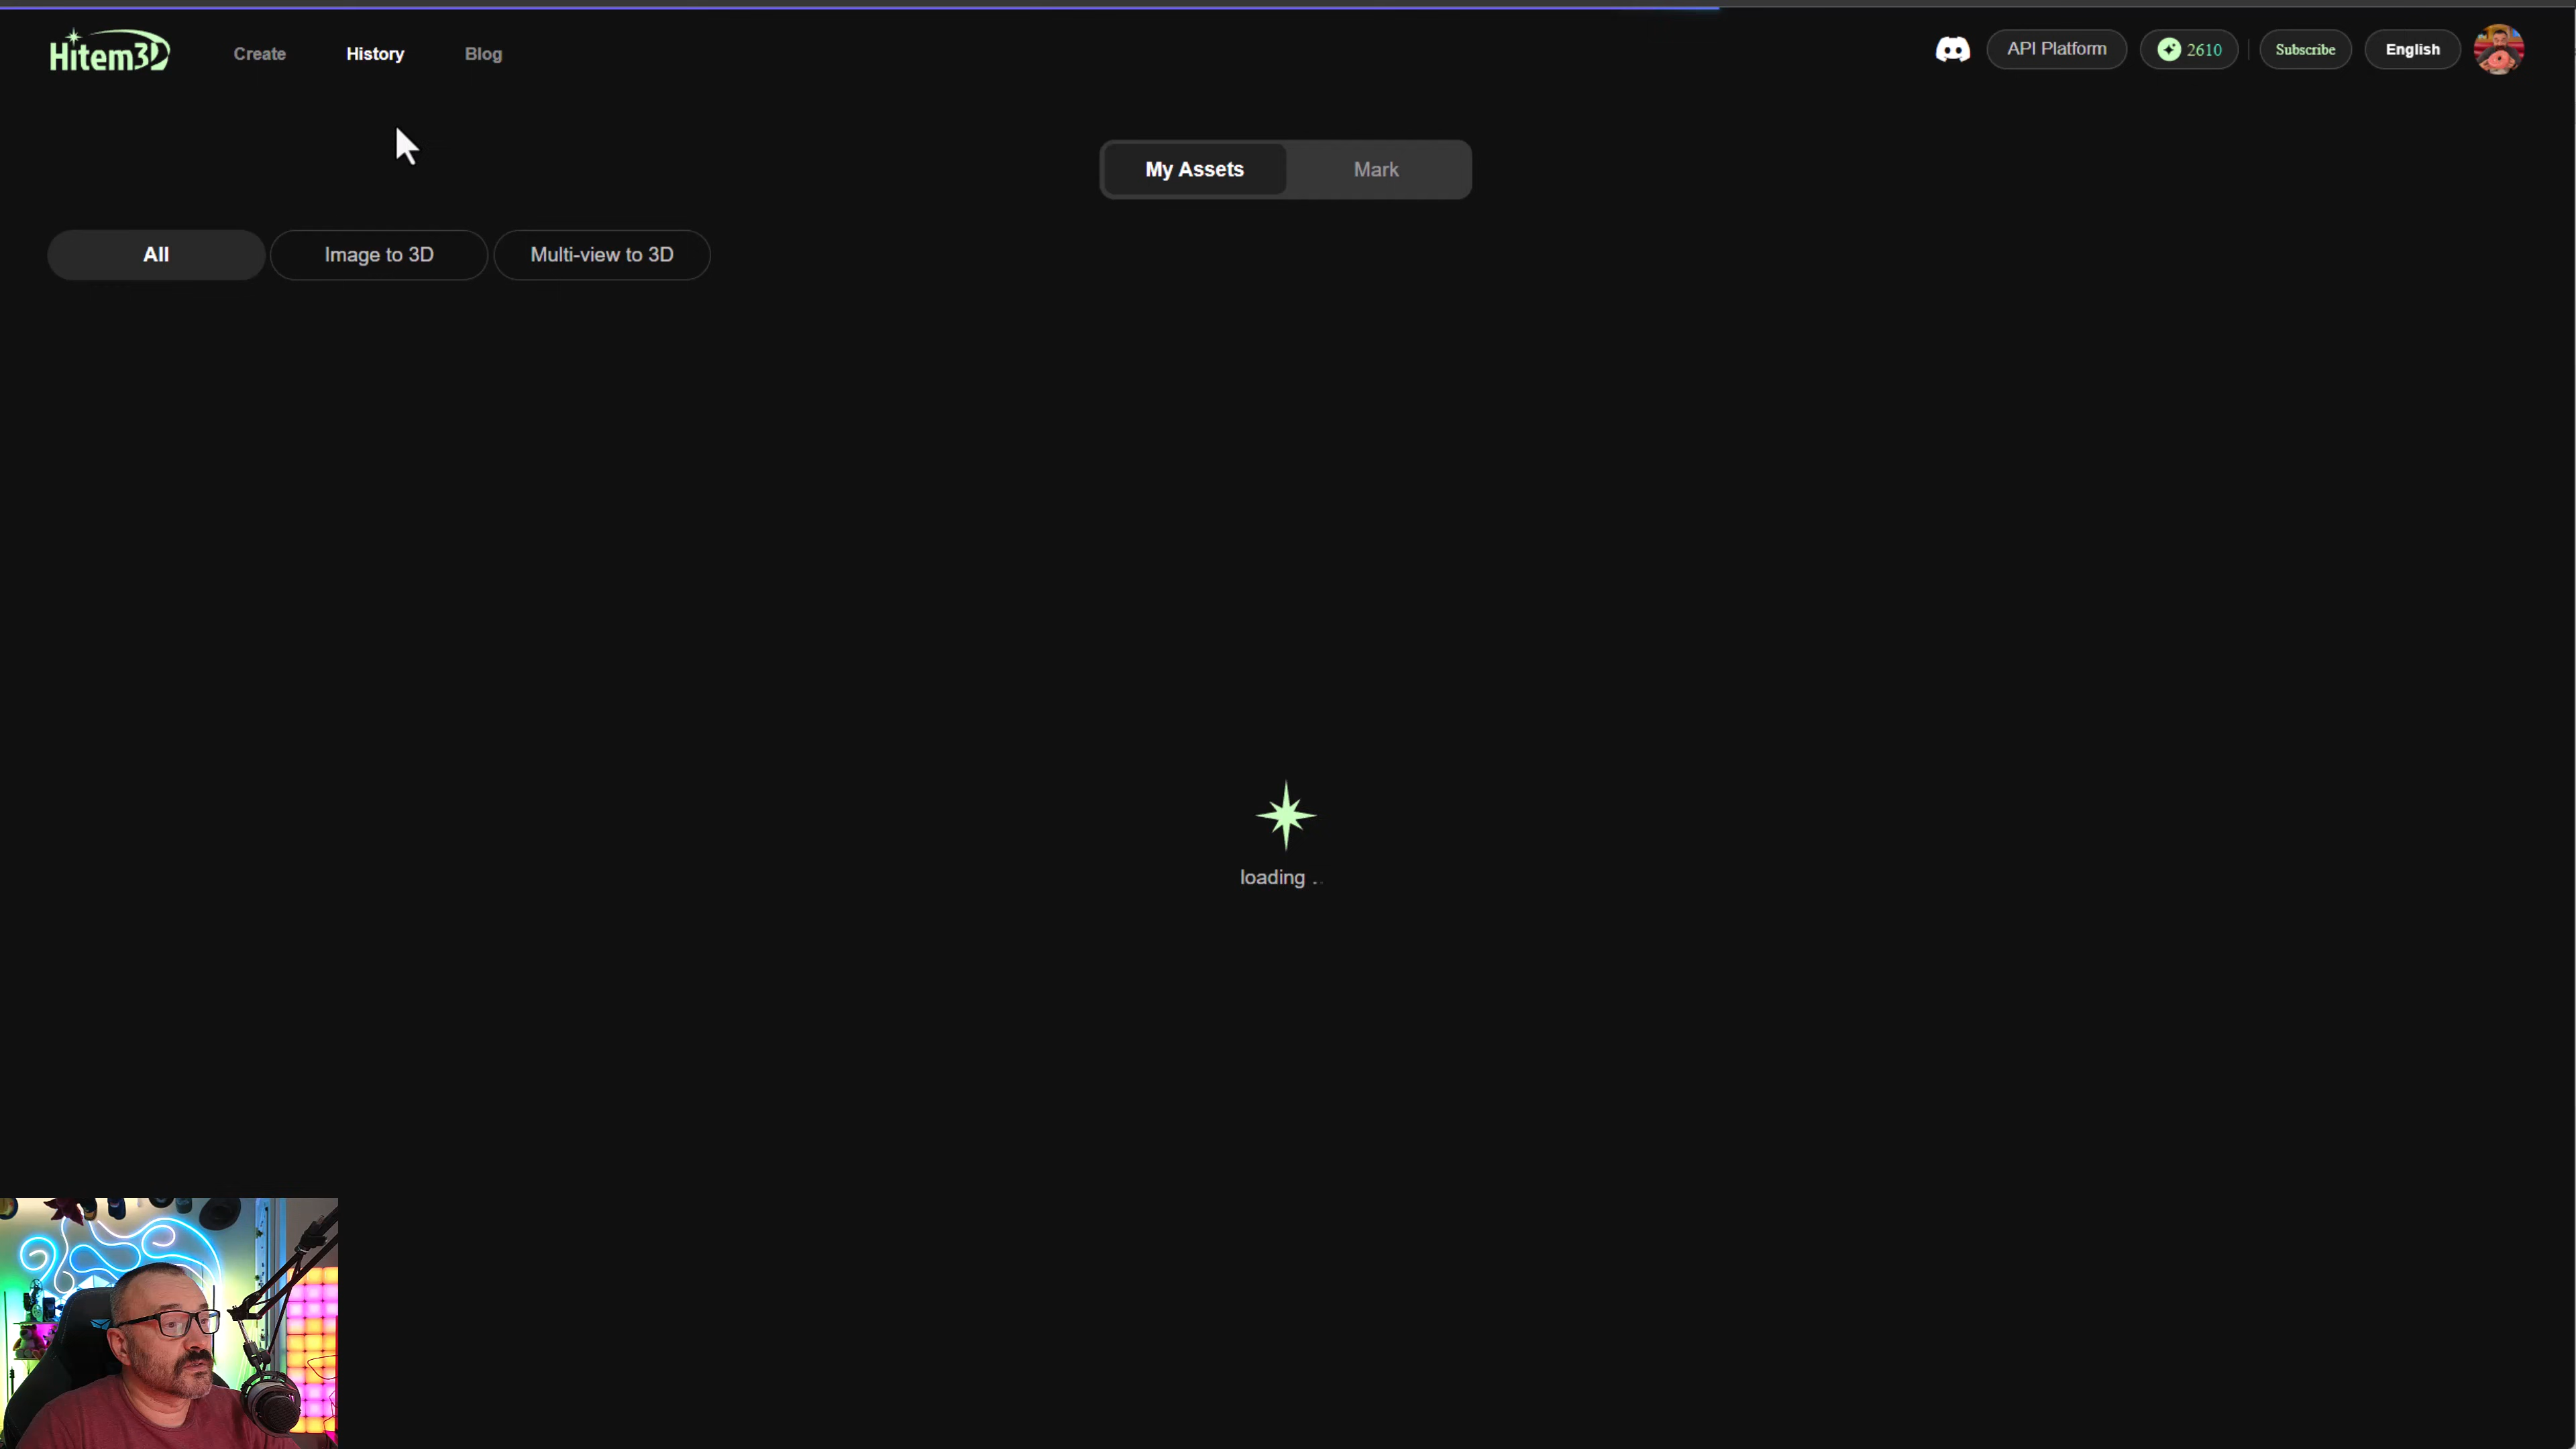 Hitem3D
Create
History
Blog
API Platform
2610
Subscribe
English
My Assets
Mark
All
Image to 3D
Multi-view to 3D
loading ..